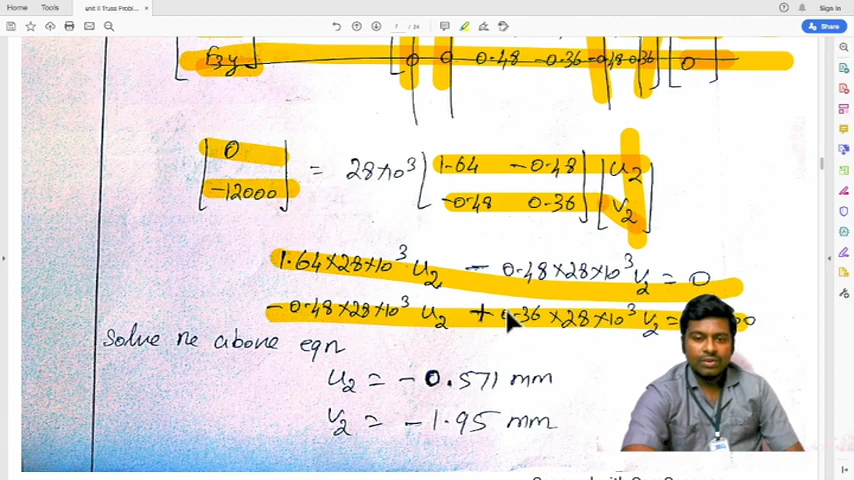 Home Tools unit II Truss Probl... × Sign In
7 / 24 Share
F3y 0 0 0.48 -0.36 -0.48 0.36 0
0 = 28×10³ 1.64 -0.48 u2
-12000 -0.48 0.36 v2
1.64×28×10³ u2 - 0.48×28×10³ v2 = 0
-0.48×28×10³ u2 + 0.36×28×10³ v2 =
Solve ne above eqn
u2 = -0.571 mm
v2 = -1.95 mm